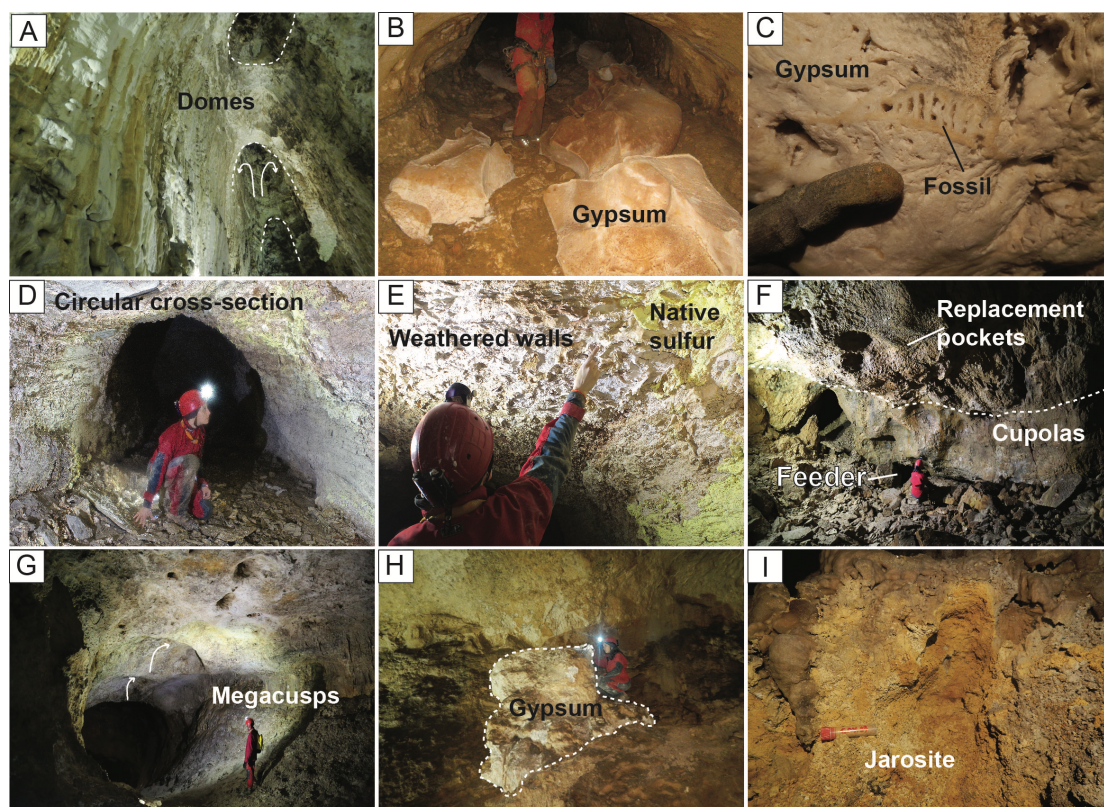 A
Domes
B
Gypsum
C
Gypsum
Fossil
D
Circular cross-section
E
Weathered walls
Native
sulfur
F
Replacement
pockets
Cupolas
Feeder
G
Megacusps
H
Gypsum
I
Jarosite